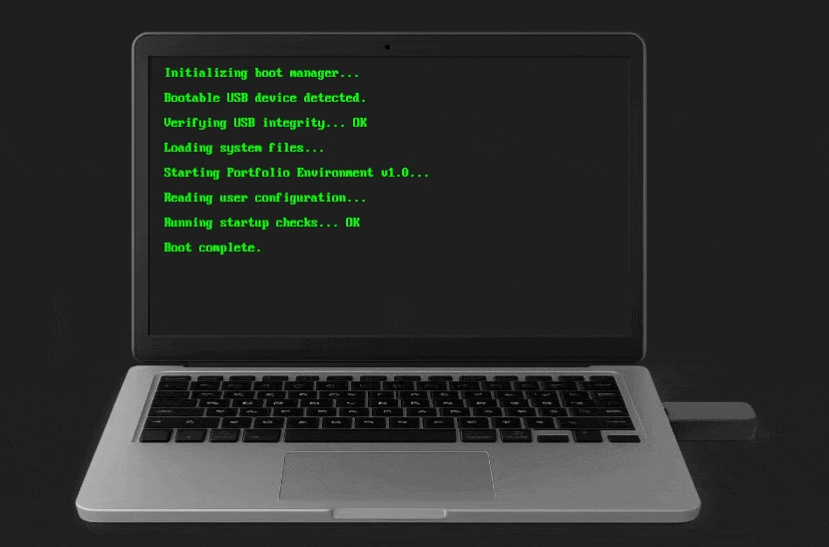 Initializing boot manager...
Bootable USB device detected.
Verifying USB integrity... OK
Loading system files...
Starting Portfolio Environment v1.0...
Reading user configuration...
Running startup checks... OK
Boot complete.